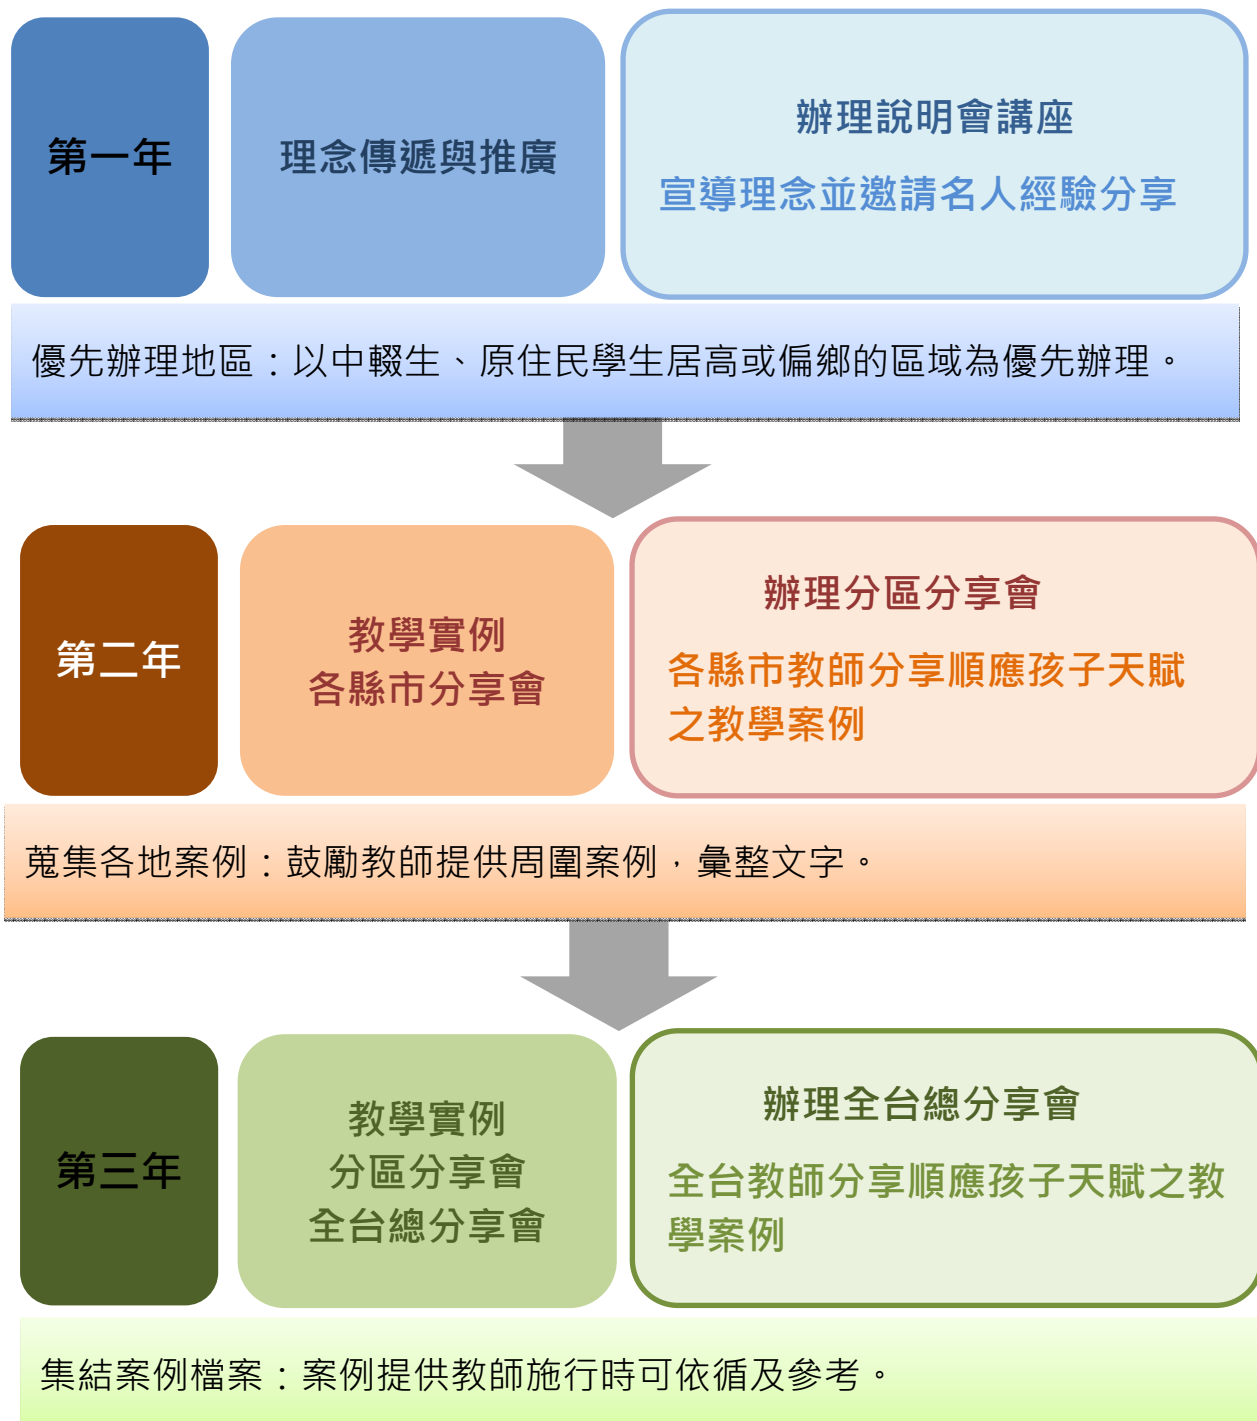 第一年
理念傳遞與推廣
辦理說明會講座
宣導理念並邀請名人經驗分享
優先辦理地區：以中輟生、原住民學生居高或偏鄉的區域為優先辦理。
第二年
教學實例
各縣市分享會
辦理分區分享會
各縣市教師分享順應孩子天賦
之教學案例
蒐集各地案例：鼓勵教師提供周圍案例，彙整文字。
第三年
教學實例
分區分享會
全台總分享會
辦理全台總分享會
全台教師分享順應孩子天賦之教
學案例
集結案例檔案：案例提供教師施行時可依循及參考。